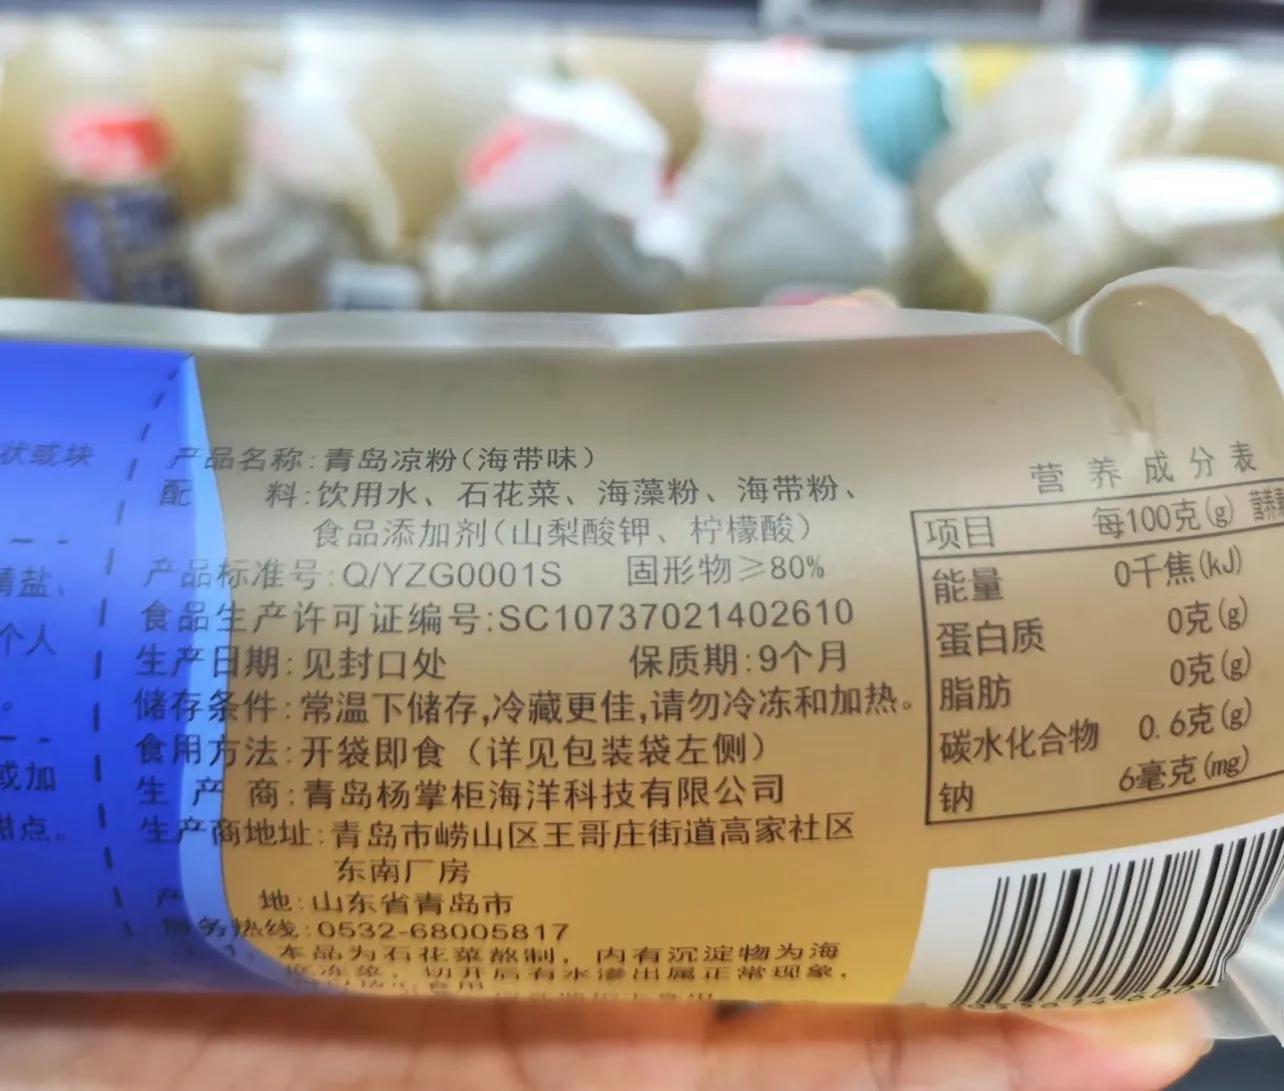 状或块
精盐、
个人
或加
甜点。
产品名称:青岛凉粉(海带味)
配 料:饮用水、石花菜、海藻粉、海带粉、
食品添加剂(山梨酸钾、柠檬酸)
产品标准号:Q/YZG0001S 固形物≥80%
食品生产许可证编号:SC10737021402610
生产日期:见封口处 保质期:9个月
储存条件:常温下储存,冷藏更佳,请勿冷冻和加热。
食用方法:开袋即食(详见包装袋左侧)
生 产 商:青岛杨掌柜海洋科技有限公司
生产商地址:青岛市崂山区王哥庄街道高家社区
东南厂房
产 地:山东省青岛市
服务热线:0532-68005817
本品为石花菜熬制,内有沉淀物为海
切开后有水渗出属正常现象,
营养成分表
项目 每100克(g)
能量 0千焦(kJ)
蛋白质 0克(g)
脂肪 0克(g)
碳水化合物 0.6克(g)
钠 6毫克(mg)